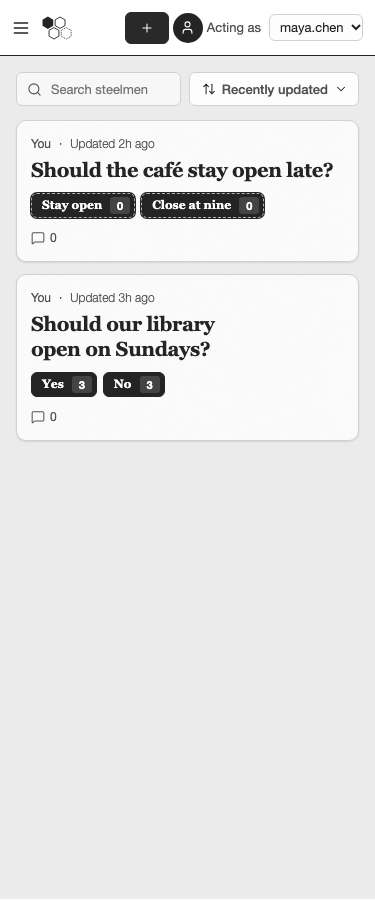 + Acting as maya.chen
Search steelmen Recently updated
You · Updated 2h ago
Should the café stay open late?
Stay open 0 Close at nine 0
0
You · Updated 3h ago
Should our library
open on Sundays?
Yes 3 No 3
0